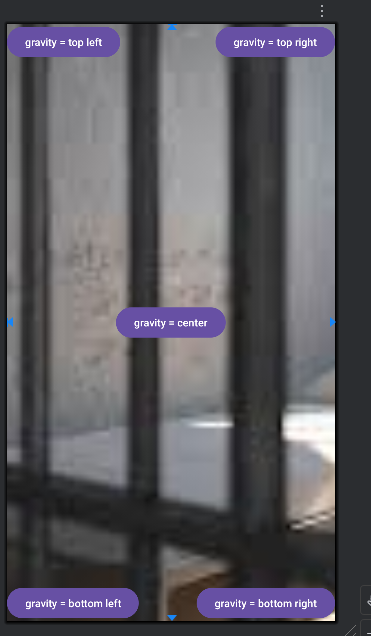 gravity = top left
gravity = top right
gravity = center
gravity = bottom left
gravity = bottom right